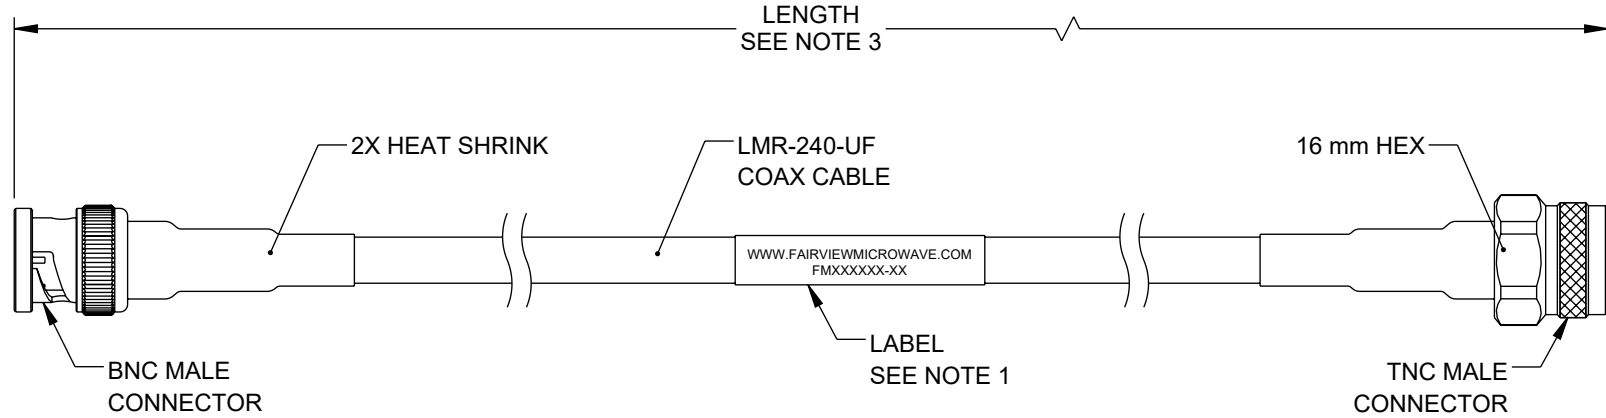 LENGTH
SEE NOTE 3
2X HEAT SHRINK
LMR-240-UF
COAX CABLE
16 mm HEX
WWW.FAIRVIEWMICROWAVE.COM
FMXXXXXX-XX
BNC MALE
CONNECTOR
LABEL
SEE NOTE 1
TNC MALE
CONNECTOR